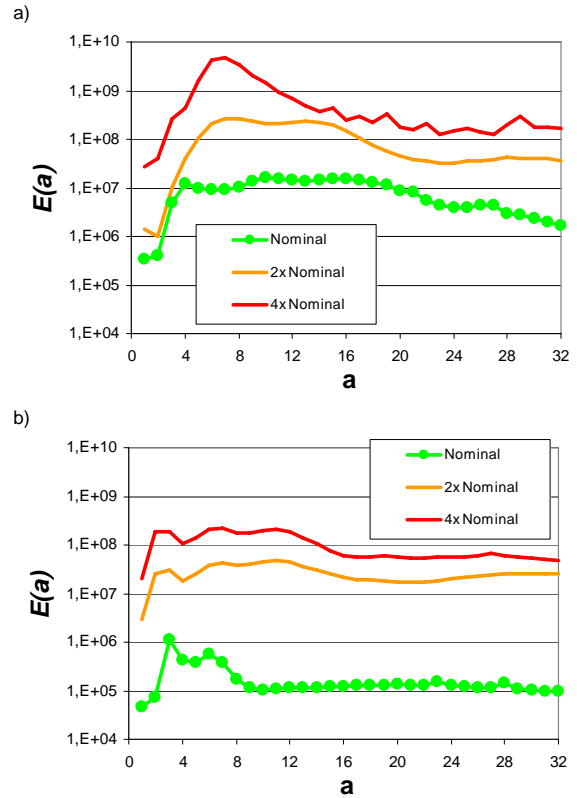 a)
1,E+10
1,E+09
1,E+08
1,E+07
1,E+06
1,E+05
1,E+04
E(a)
Nominal
2x Nominal
4x Nominal
0 4 8 12 16 20 24 28 32
a
b)
1,E+10
1,E+09
1,E+08
1,E+07
1,E+06
1,E+05
1,E+04
E(a)
Nominal
2x Nominal
4x Nominal
0 4 8 12 16 20 24 28 32
a